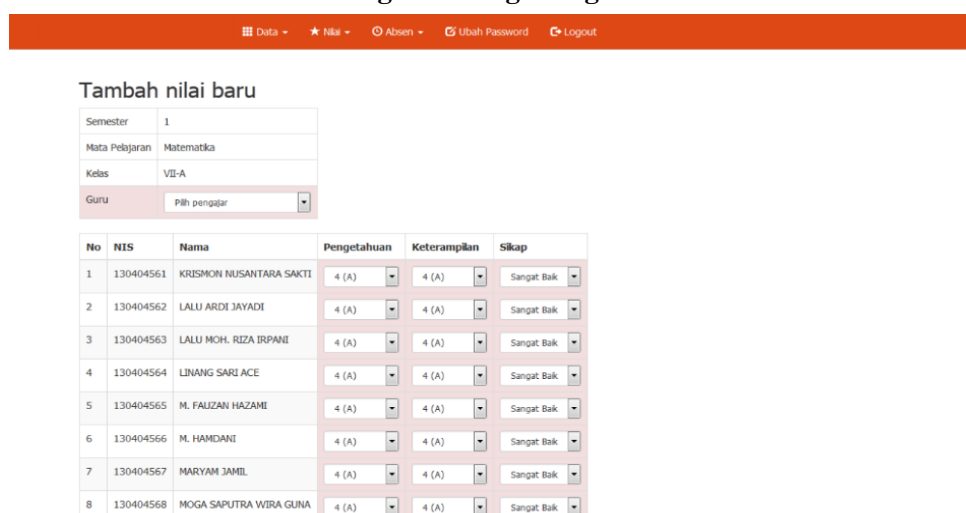 Data ★ Nilai Absen Ubah Password Logout
Tambah nilai baru
Semester 1
Mata Pelajaran Matematika
Kelas VII-A
Guru Pilih pengajar
No NIS Nama Pengetahuan Keterampilan Sikap
1 130404561 KRISMON NUSANTARA SAKTI 4 (A) 4 (A) Sangat Baik
2 130404562 LALU ARDI JAYADI 4 (A) 4 (A) Sangat Baik
3 130404563 LALU MOH. RIZA IRPANI 4 (A) 4 (A) Sangat Baik
4 130404564 LINANG SARI ACE 4 (A) 4 (A) Sangat Baik
5 130404565 M. FAUZAN HAZAMI 4 (A) 4 (A) Sangat Baik
6 130404566 M. HAMDANI 4 (A) 4 (A) Sangat Baik
7 130404567 MARYAM JAMIL 4 (A) 4 (A) Sangat Baik
8 130404568 MOGA SAPUTRA WIRA GUNA 4 (A) 4 (A) Sangat Baik